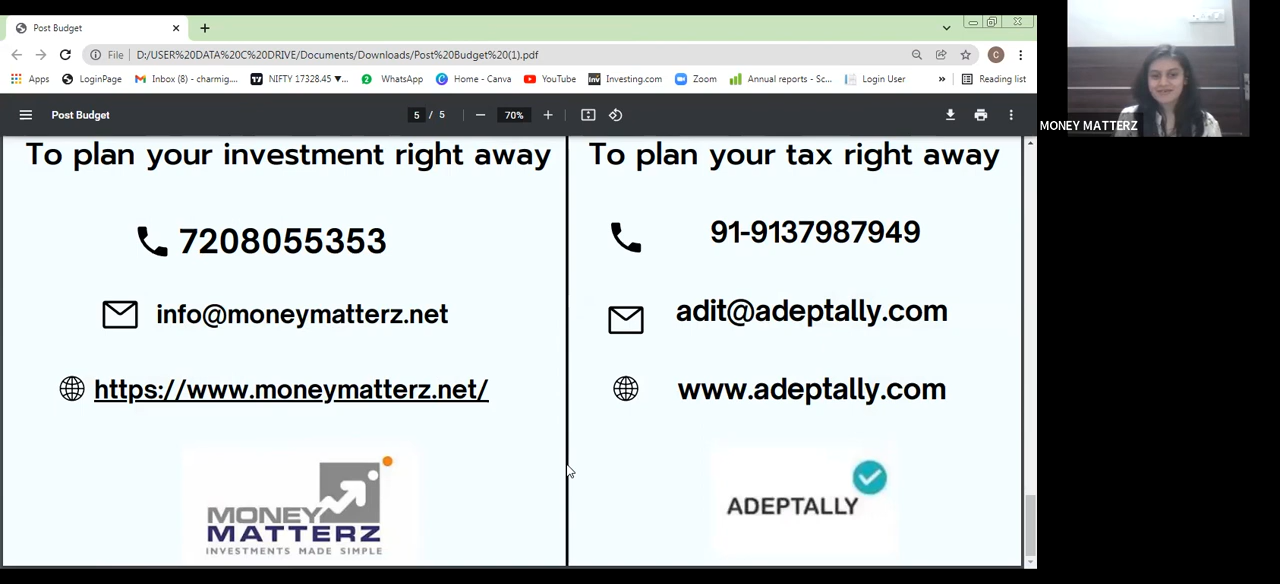 Post Budget
File
D:/USER%20DATA%20C%20DRIVE/Documents/Downloads/Post%20Budget%20(1).pdf
C
Apps
LoginPage
Inbox (8) - charmig...
NIFTY 17328.45 ▼...
2
WhatsApp
Home - Canva
YouTube
Inv
Investing.com
Zoom
Annual reports - Sc...
Login User
»
Reading list
Post Budget
5 / 5
70%
MONEY MATTERZ
To plan your investment right away
7208055353
info@moneymatterz.net
https://www.moneymatterz.net/
MONEY
MATTERZ
INVESTMENTS MADE SIMPLE
To plan your tax right away
91-9137987949
adit@adeptally.com
www.adeptally.com
ADEPTALLY